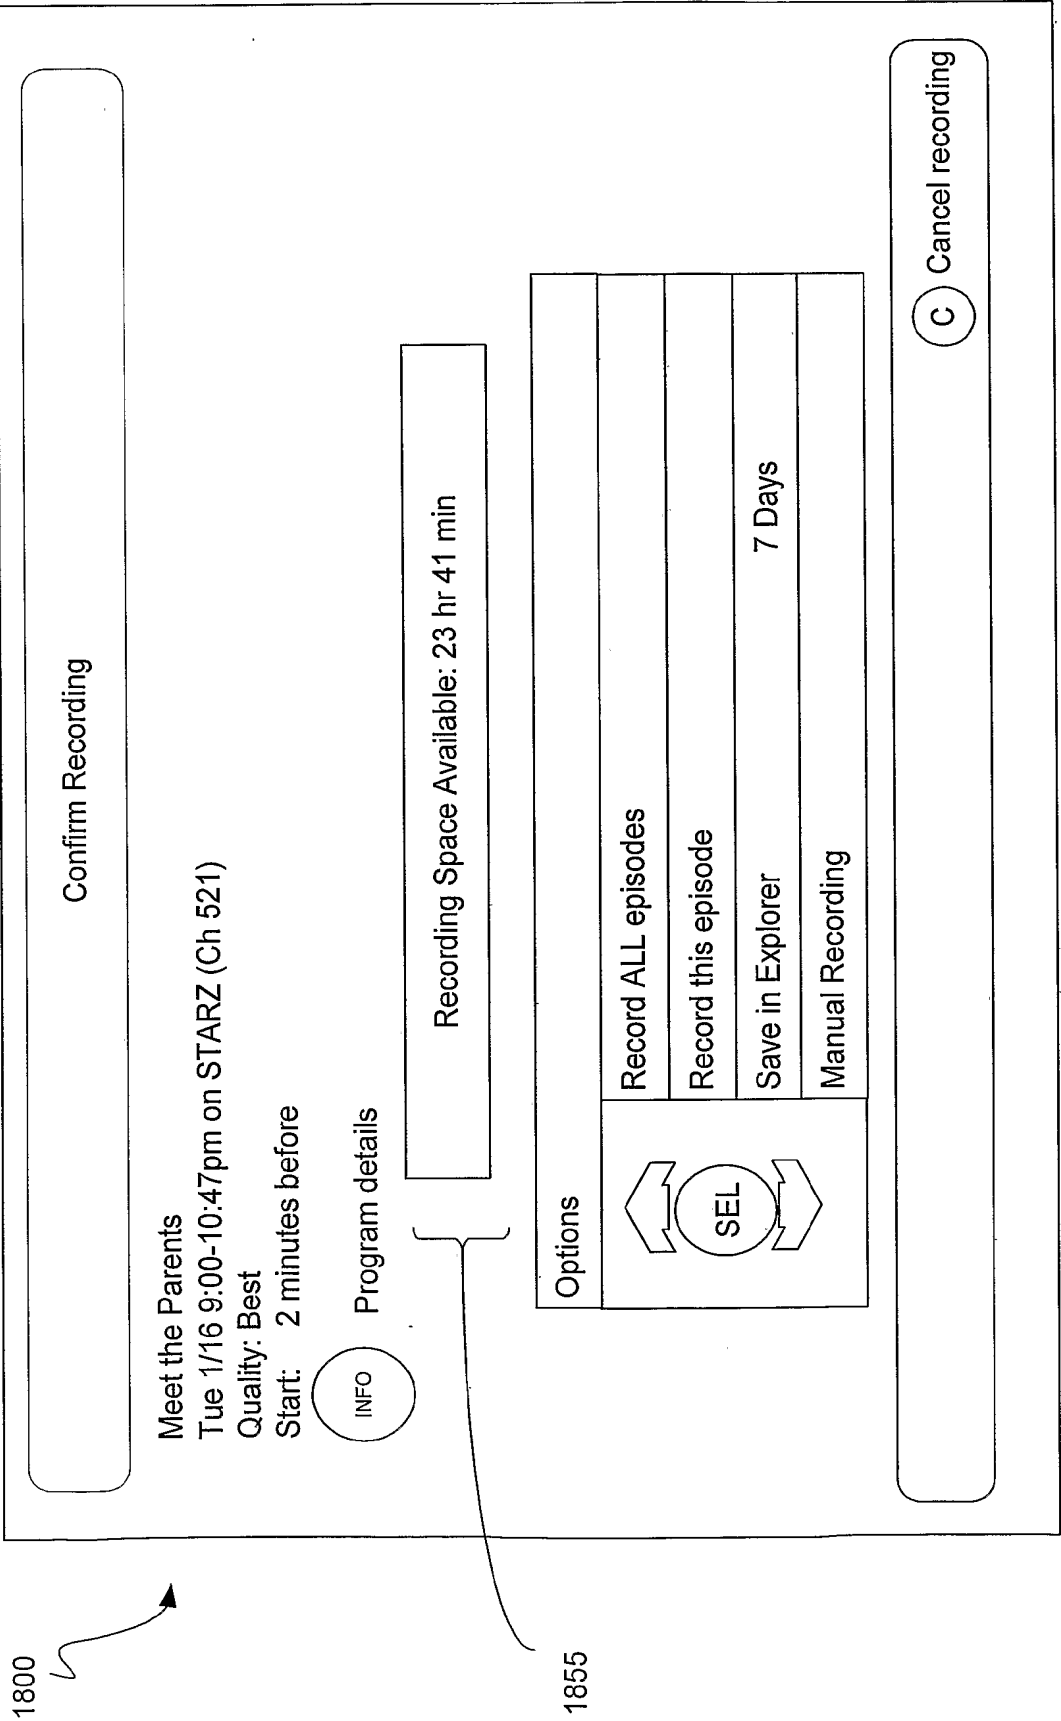 1800
Confirm Recording
Meet the Parents
Tue 1/16 9:00-10:47pm on STARZ (Ch 521)
Quality: Best
Start: 2 minutes before
INFO Program details
1855
Recording Space Available: 23 hr 41 min
Options
SEL
Record ALL episodes
Record this episode
Save in Explorer 7 Days
Manual Recording
C Cancel recording